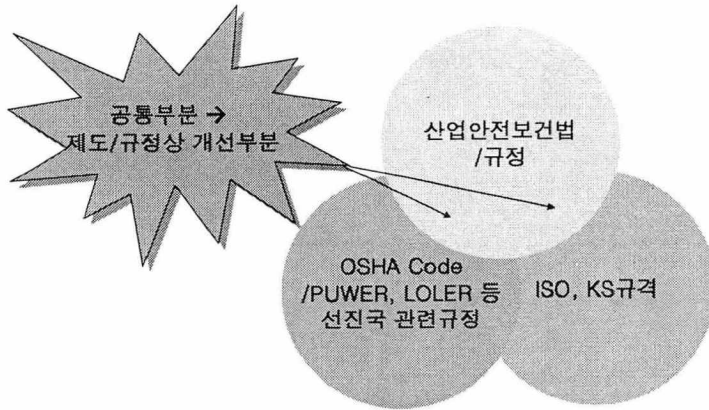 공통부분 →
제도/규정상 개선부분
산업안전보건법
/규정
OSHA Code
/PUWER, LOLER 등
선진국 관련규정
ISO, KS규격